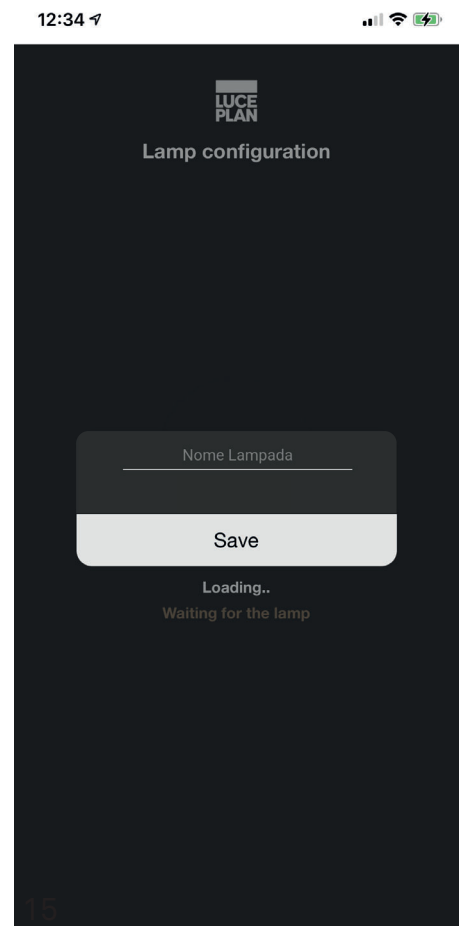 12:34
LUCE
PLAN
Lamp configuration
Nome Lampada
Save
Loading..
Waiting for the lamp
15